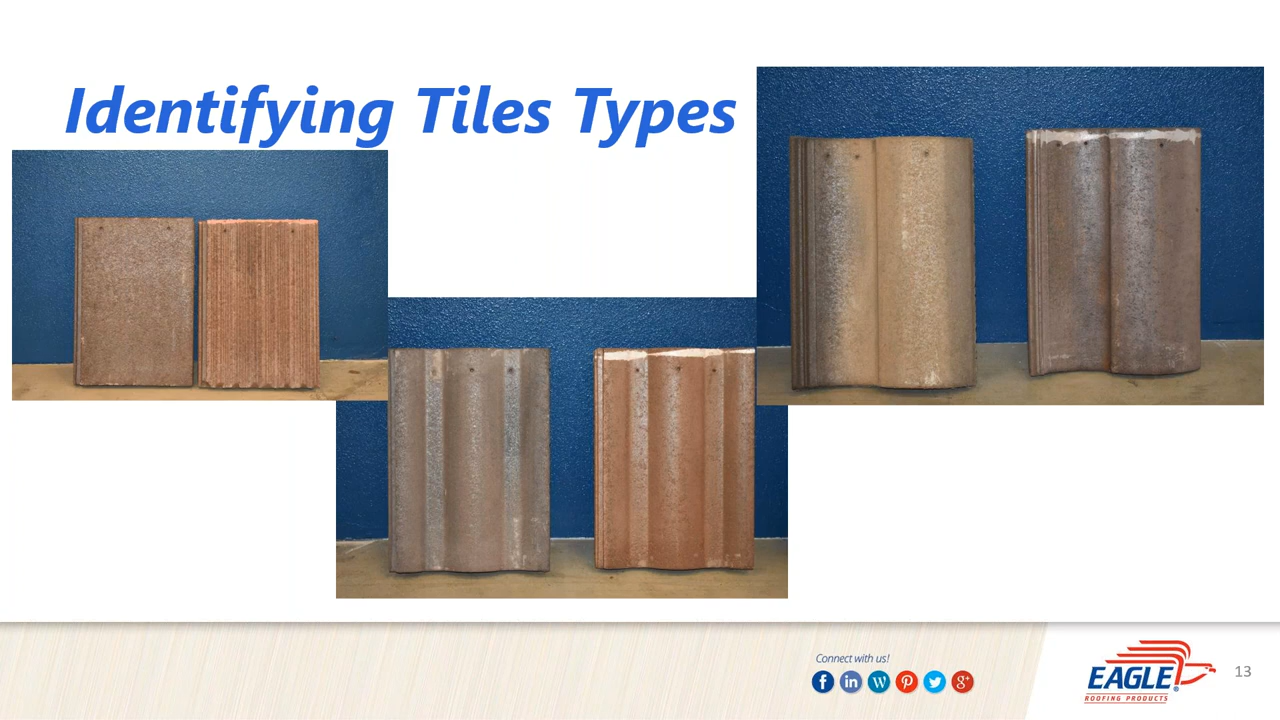 Identifying Tiles Types
Connect with us!
EAGLE
ROOFING PRODUCTS
13